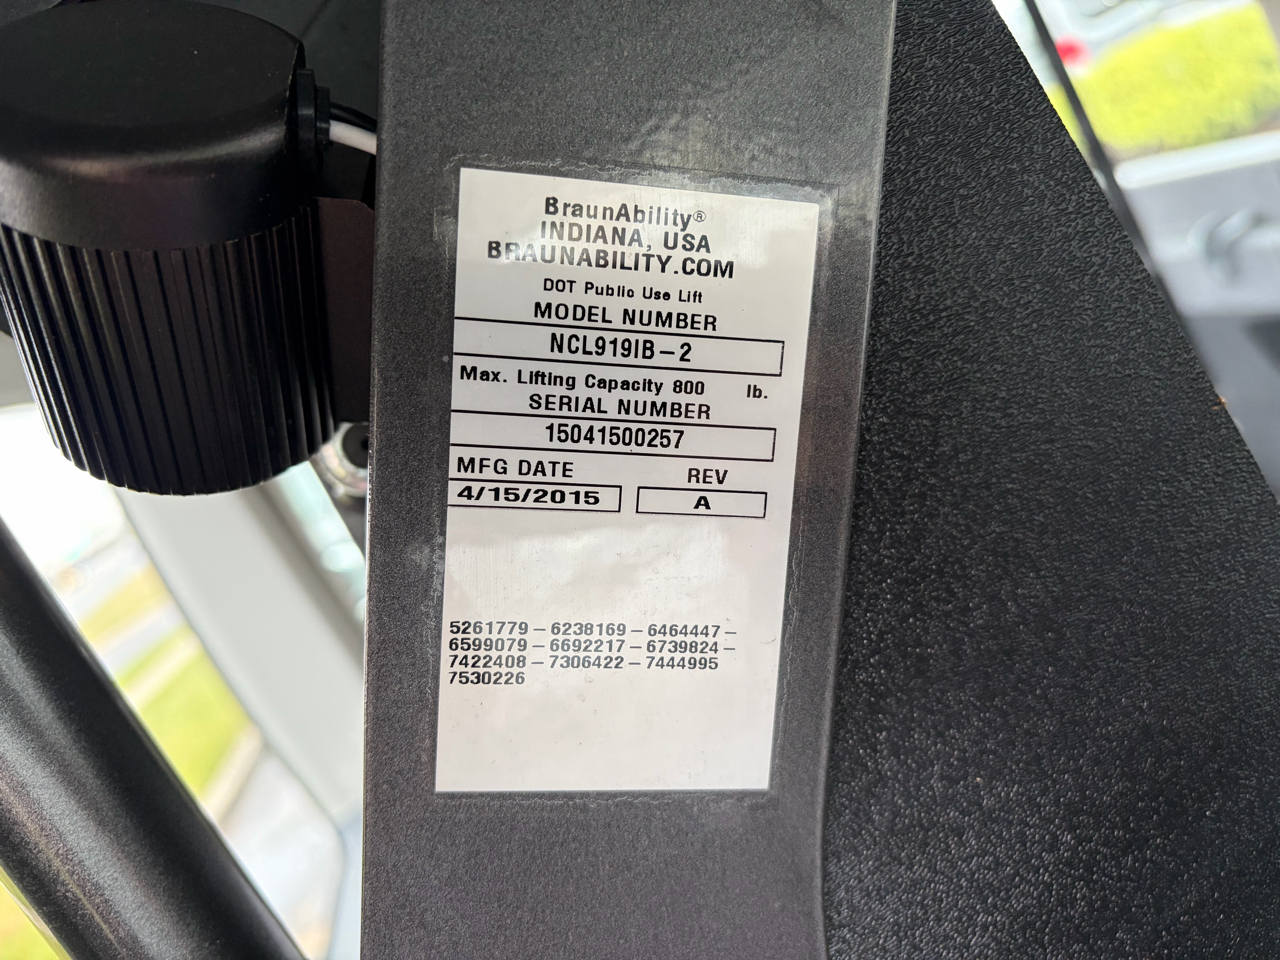 BraunAbility®
INDIANA, USA
BRAUNABILITY.COM
DOT Public Use Lift
MODEL NUMBER
NCL919IB-2
Max. Lifting Capacity 800 lb.
SERIAL NUMBER
15041500257
MFG DATE REV
4/15/2015 A
5261779-6238169-6464447-
6599079-6692217-6739824-
7422408-7306422-7444995
7530226